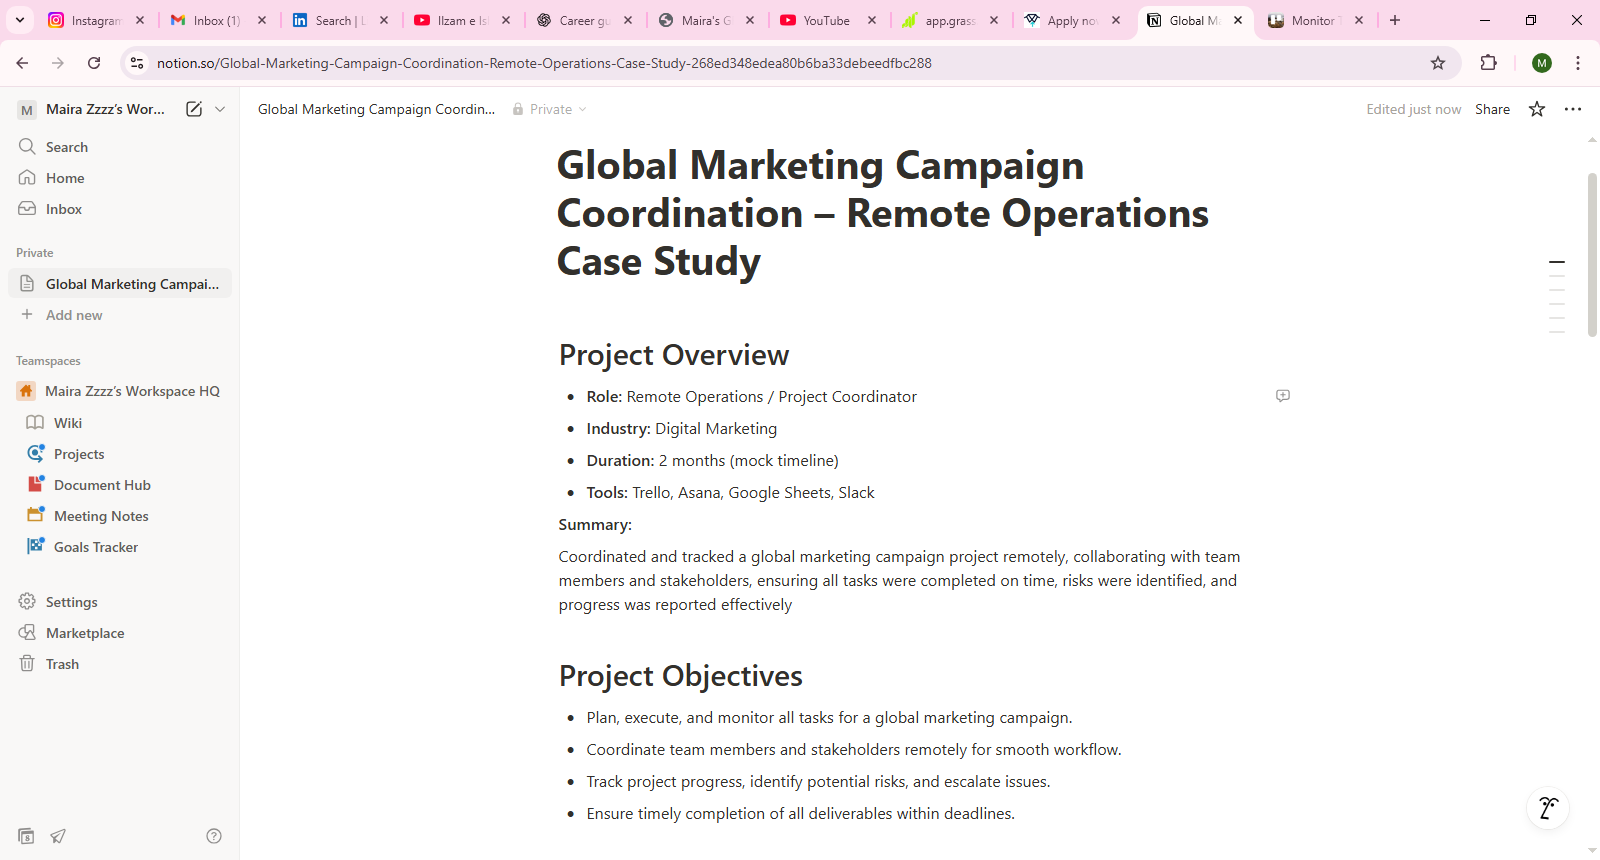 Instagram
Inbox (1)
Search | L
Ilzam e Is
Career gu
Maira's G
YouTube
app.grass
Apply no
Global M
Monitor T
notion.so/Global-Marketing-Campaign-Coordination-Remote-Operations-Case-Study-268ed348edea80b6ba33debeedfbc288
M
M
Maira Zzzz's Wor...
Global Marketing Campaign Coordin...
Private
Edited just now
Share
Search
Home
Inbox
Private
Global Marketing Campai...
Add new
Teamspaces
Maira Zzzz's Workspace HQ
Wiki
Projects
Document Hub
Meeting Notes
Goals Tracker
Settings
Marketplace
Trash
Global Marketing Campaign
Coordination – Remote Operations
Case Study
Project Overview
• Role: Remote Operations / Project Coordinator
• Industry: Digital Marketing
• Duration: 2 months (mock timeline)
• Tools: Trello, Asana, Google Sheets, Slack
Summary:
Coordinated and tracked a global marketing campaign project remotely, collaborating with team
members and stakeholders, ensuring all tasks were completed on time, risks were identified, and
progress was reported effectively
Project Objectives
• Plan, execute, and monitor all tasks for a global marketing campaign.
• Coordinate team members and stakeholders remotely for smooth workflow.
• Track project progress, identify potential risks, and escalate issues.
• Ensure timely completion of all deliverables within deadlines.